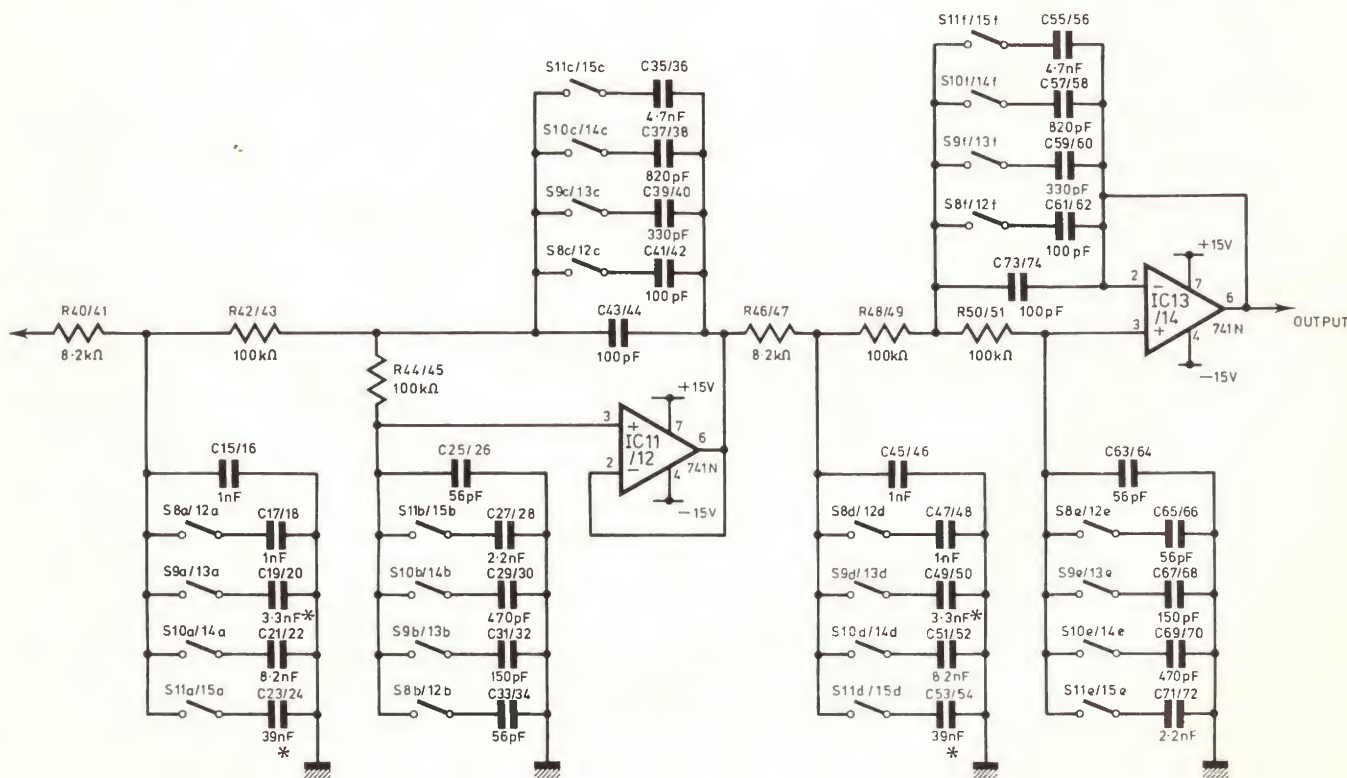 S11f/15f
C55/56
4·7nF
S10f/14f
C57/58
820pF
S9f/13f
C59/60
330pF
S8f/12f
C61/62
100pF
S11c/15c
C35/36
4·7nF
S10c/14c
C37/38
820pF
S9c/13c
C39/40
330pF
S8c/12c
C41/42
100pF
C43/44
100pF
C73/74
100pF
R40/41
8·2kΩ
R42/43
100kΩ
R44/45
100kΩ
R46/47
8·2kΩ
R48/49
100kΩ
R50/51
100kΩ
+15V
2
−
7
IC13
/14
6
3
+
4
741N
−15V
OUTPUT
+15V
3
+
7
IC11
/12
6
2
−
4
741N
−15V
C15/16
1nF
S8a/12a
C17/18
1nF
S9a/13a
C19/20
3·3nF*
S10a/14a
C21/22
8·2nF
S11a/15a
C23/24
39nF
*
C25/26
56pF
S11b/15b
C27/28
2·2nF
S10b/14b
C29/30
470pF
S9b/13b
C31/32
150pF
S8b/12b
C33/34
56pF
C45/46
1nF
S8d/12d
C47/48
1nF
S9d/13d
C49/50
3·3nF*
S10d/14d
C51/52
8·2nF
S11d/15d
C53/54
39nF
*
C63/64
56pF
S8e/12e
C65/66
56pF
S9e/13e
C67/68
150pF
S10e/14e
C69/70
470pF
S11e/15e
C71/72
2·2nF